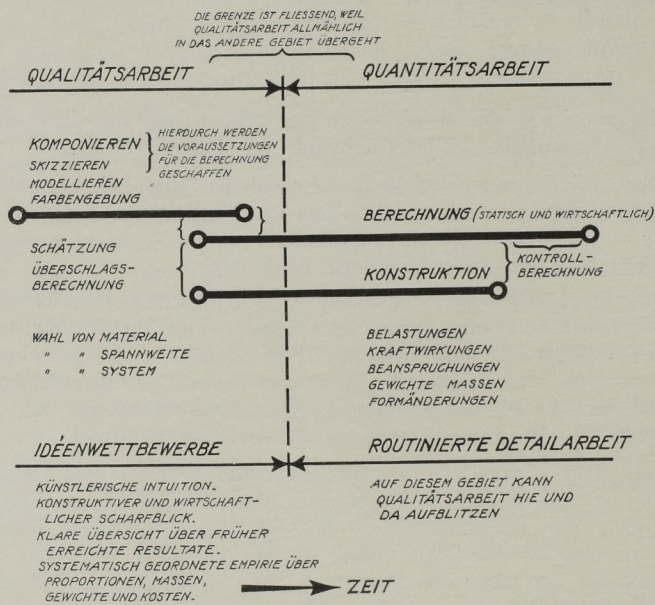 DIE GRENZE IST FLIESSEND, WEIL
QUALITÄTSARBEIT ALLMÄHLICH
IN DAS ANDERE GEBIET ÜBERGEHT
QUALITÄTSARBEIT
QUANTITÄTSARBEIT
KOMPONIEREN
SKIZZIEREN
MODELLIEREN
FARBENGEBUNG
HIERDURCH WERDEN
DIE VORAUSSETZUNGEN
FÜR DIE BERECHNUNG
GESCHAFFEN
BERECHNUNG (STATISCH UND WIRTSCHAFTLICH)
SCHÄTZUNG
ÜBERSCHLAGS-
BERECHNUNG
KONSTRUKTION
KONTROLL-
BERECHNUNG
WAHL VON MATERIAL
" " SPANNWEITE
" " SYSTEM
BELASTUNGEN
KRAFTWIRKUNGEN
BEANSPRUCHUNGEN
GEWICHTE MASSEN
FORMÄNDERUNGEN
IDÉENWETTBEWERBE
ROUTINIERTE DETAILARBEIT
KÜNSTLERISCHE INTUITION.
KONSTRUKTIVER UND WIRTSCHAFT-
LICHER SCHARFBLICK.
KLARE ÜBERSICHT ÜBER FRÜHER
ERREICHTE RESULTATE.
SYSTEMATISCH GEORDNETE EMPIRIE ÜBER
PROPORTIONEN, MASSEN,
GEWICHTE UND KOSTEN.
AUF DIESEM GEBIET KANN
QUALITÄTSARBEIT HIE UND
DA AUFBLITZEN
ZEIT